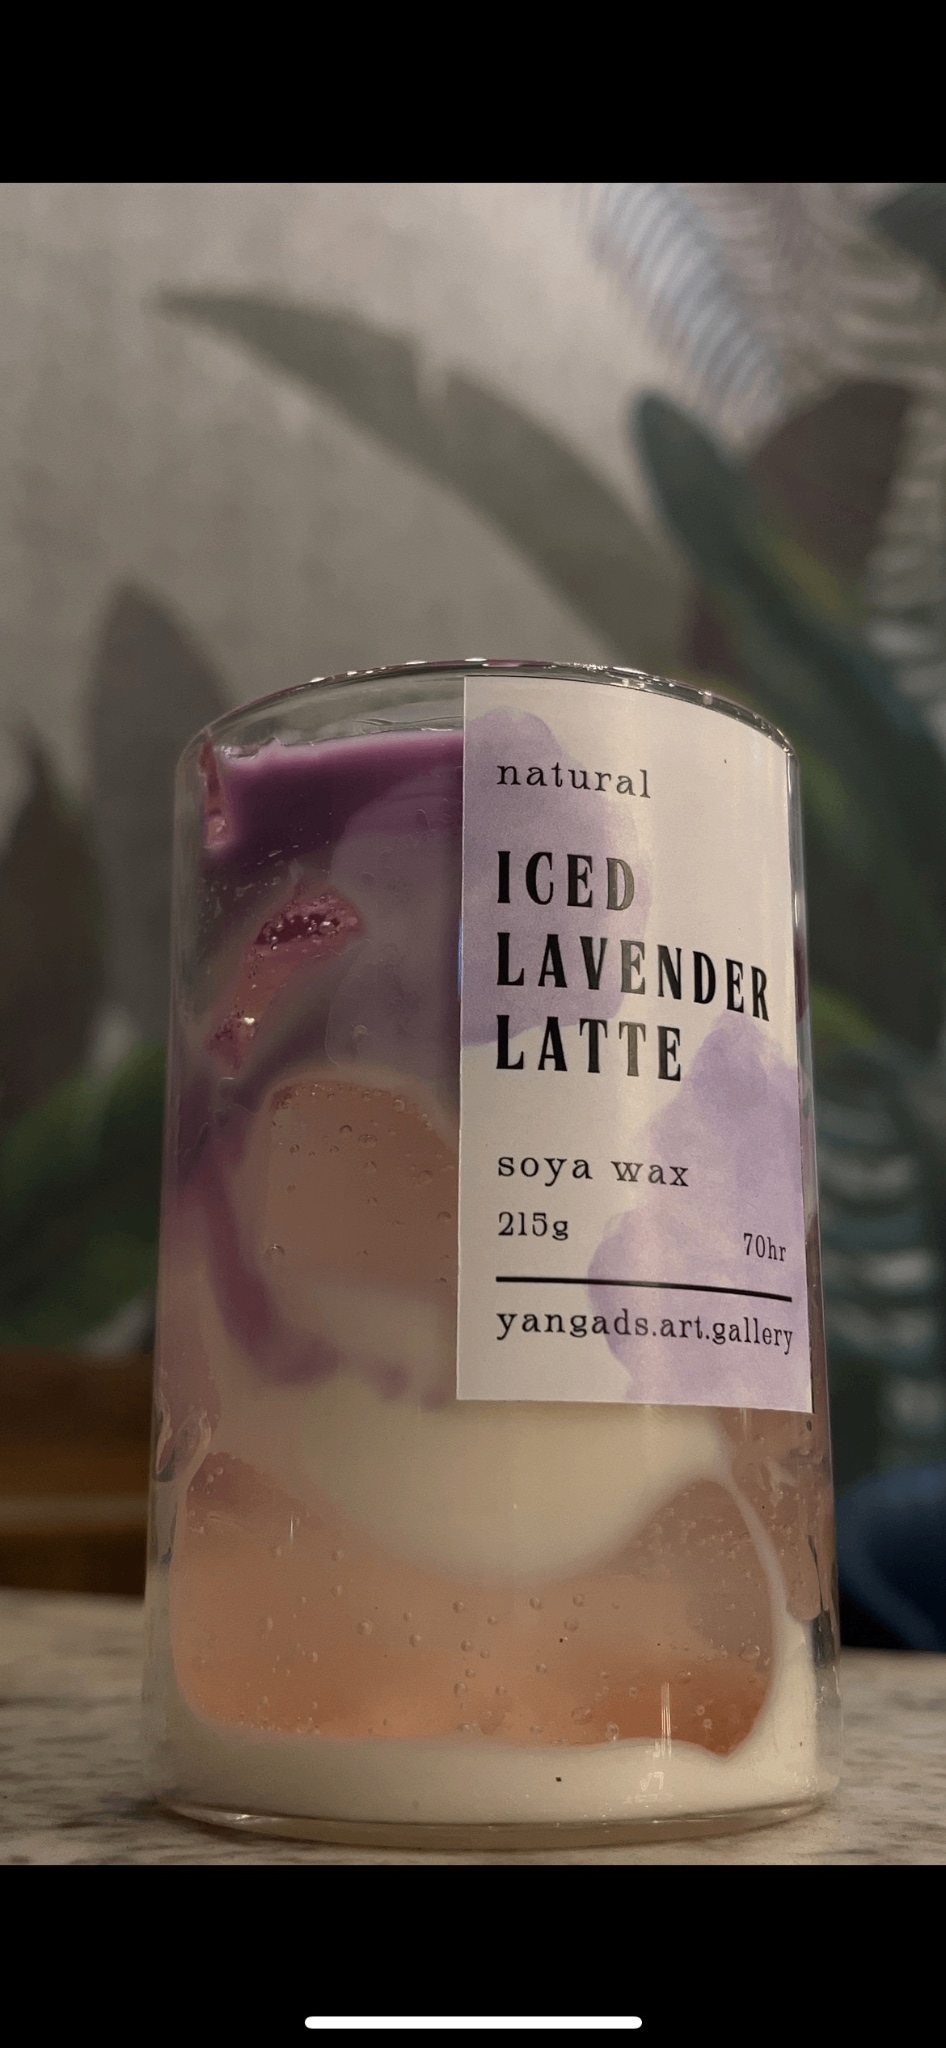 natural
ICED
LAVENDER
LATTE
soya wax
215g
70hr
yangads.art.gallery